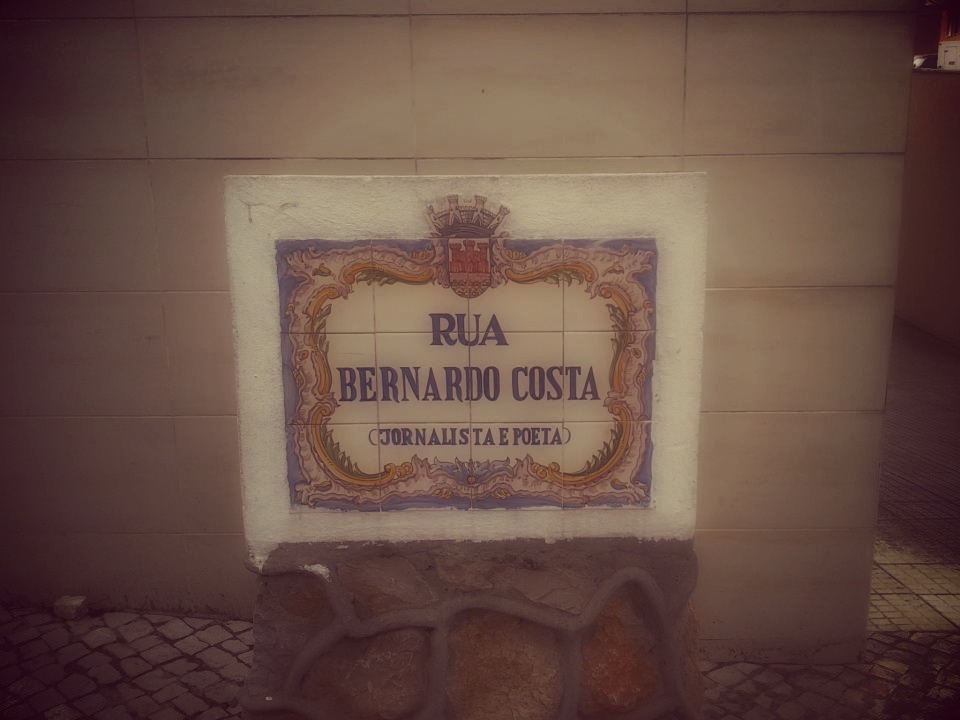 RUA
BERNARDO COSTA
(JORNALISTA E POETA)